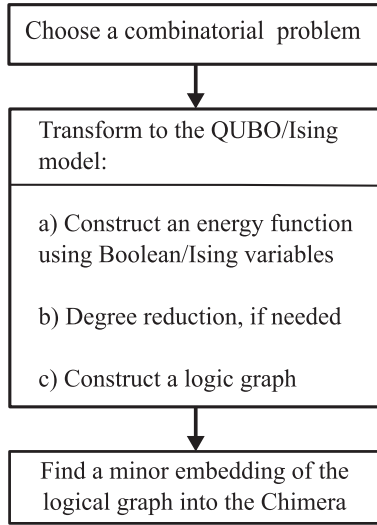 Choose a combinatorial problem
Transform to the QUBO/Ising
model:
a) Construct an energy function
using Boolean/Ising variables
b) Degree reduction, if needed
c) Construct a logic graph
Find a minor embedding of the
logical graph into the Chimera